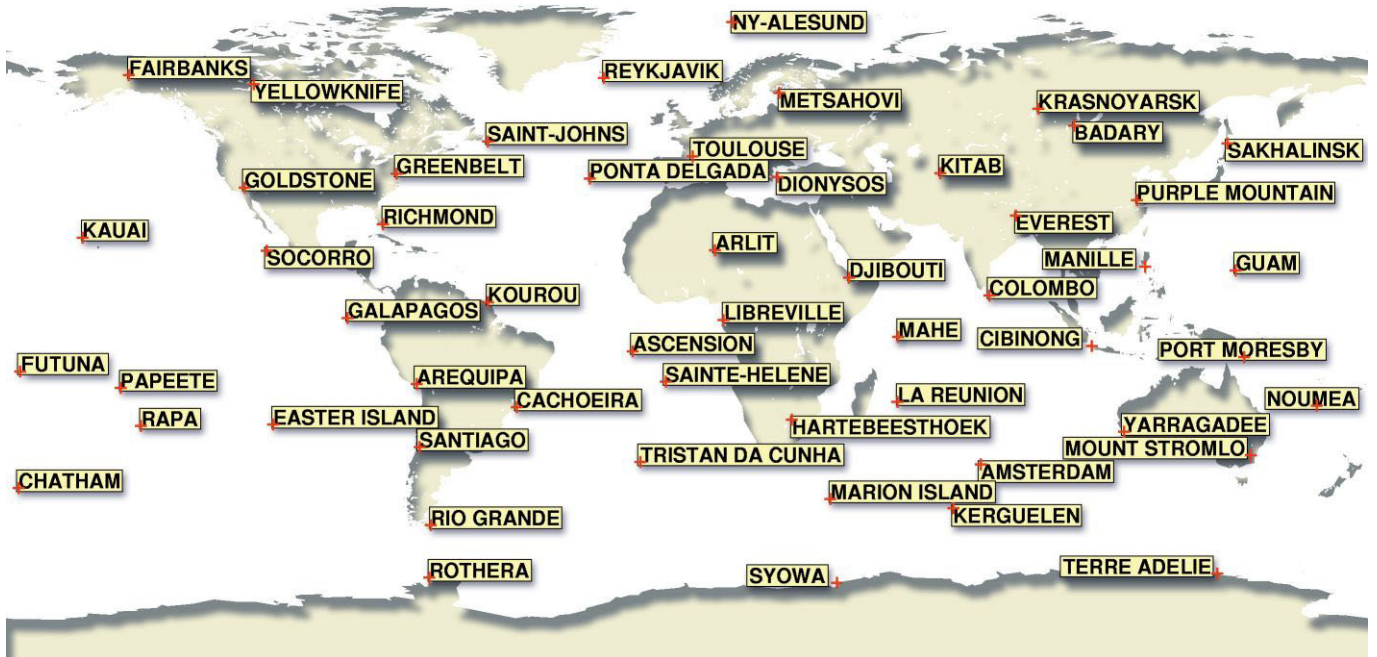 NY-ALESUND
FAIRBANKS
REYKJAVIK
YELLOWKNIFE
METSAHOVI
KRASNOYARSK
SAINT-JOHNS
BADARY
TOULOUSE
SAKHALINSK
GREENBELT
PONTA DELGADA
KITAB
GOLDSTONE
DIONYSOS
PURPLE MOUNTAIN
RICHMOND
EVEREST
KAUAI
ARLIT
SOCORRO
MANILLE
GUAM
DJIBOUTI
COLOMBO
KOUROU
GALAPAGOS
LIBREVILLE
MAHE
CIBINONG
ASCENSION
PORT MORESBY
FUTUNA
PAPEETE
AREQUIPA
SAINTE-HELENE
CACHOEIRA
LA REUNION
NOUMEA
RAPA
EASTER ISLAND
HARTEBEESTHOEK
YARRAGADEE
SANTIAGO
MOUNT STROMLO
TRISTAN DA CUNHA
AMSTERDAM
CHATHAM
MARION ISLAND
KERGUELEN
RIO GRANDE
TERRE ADELIE
ROTHERA
SYOWA